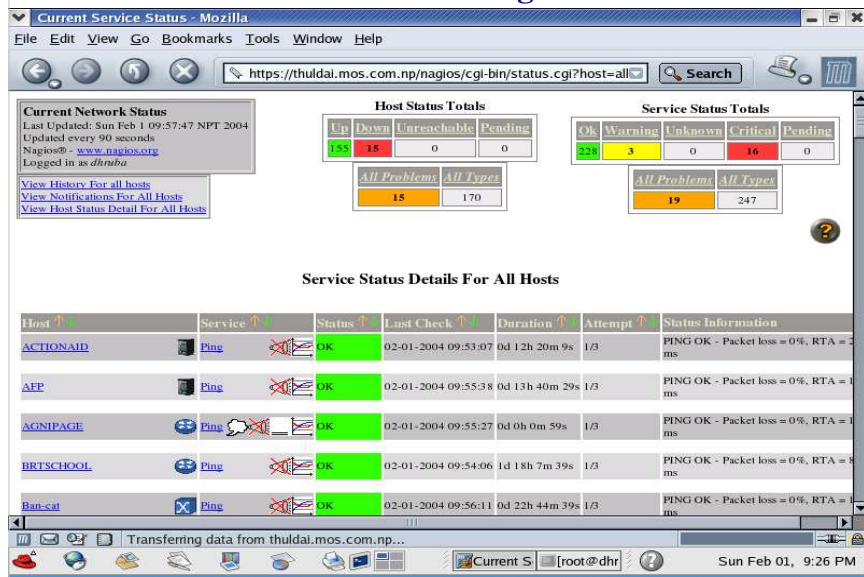 Current Service Status - Mozilla
File Edit View Go Bookmarks Tools Window Help
https://thuldai.mos.com.np/nagios/cgi-bin/status.cgi?host=all
Search
Current Network Status
Last Updated: Sun Feb 1 09:57:47 NPT 2004
Updated every 90 seconds
Nagios® - www.nagios.org
Logged in as dhruba
View History For all hosts
View Notifications For All Hosts
View Host Status Detail For All Hosts
Host Status Totals
Up Down Unreachable Pending
155 15 0 0
All Problems All Types
15 170
Service Status Totals
Ok Warning Unknown Critical Pending
228 3 0 16 0
All Problems All Types
19 247
Service Status Details For All Hosts
Host Service Status Last Check Duration Attempt Status Information
ACTIONAID Ping OK 02-01-2004 09:53:07 0d 12h 20m 9s 1/3 PING OK - Packet loss = 0%, RTA = 2
ms
AFP Ping OK 02-01-2004 09:55:38 0d 13h 40m 29s 1/3 PING OK - Packet loss = 0%, RTA = 1
ms
AGNIPAGE Ping OK 02-01-2004 09:55:27 0d 0h 0m 59s 1/3 PING OK - Packet loss = 0%, RTA = 1
ms
BRTSCHOOL Ping OK 02-01-2004 09:54:06 1d 18h 7m 39s 1/3 PING OK - Packet loss = 0%, RTA = 8
ms
Ban-cat Ping OK 02-01-2004 09:56:11 0d 22h 44m 39s 1/3 PING OK - Packet loss = 0%, RTA = 1
ms
Transferring data from thuldai.mos.com.np...
Current S [root@dhr Sun Feb 01, 9:26 PM